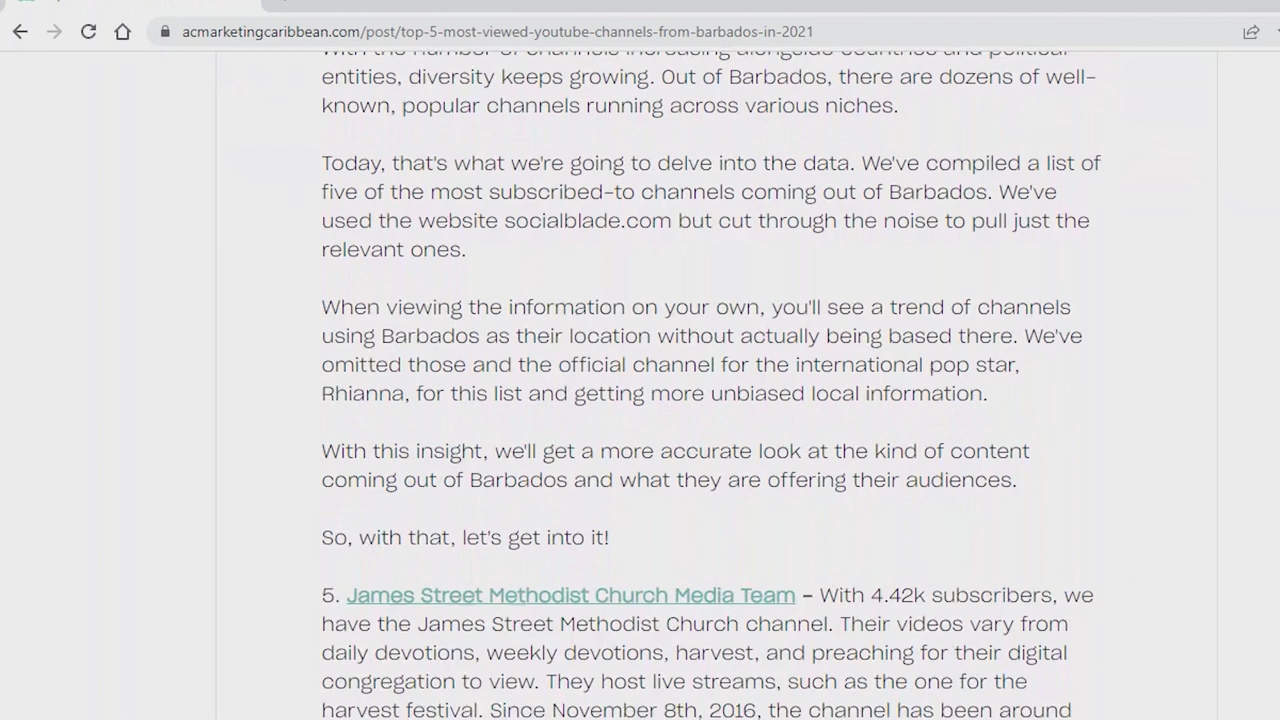 acmarketingcaribbean.com/post/top-5-most-viewed-youtube-channels-from-barbados-in-2021
With the number of channels increasing alongside countries and political
entities, diversity keeps growing. Out of Barbados, there are dozens of well-
known, popular channels running across various niches.
Today, that's what we're going to delve into the data. We've compiled a list of
five of the most subscribed-to channels coming out of Barbados. We've
used the website socialblade.com but cut through the noise to pull just the
relevant ones.
When viewing the information on your own, you'll see a trend of channels
using Barbados as their location without actually being based there. We've
omitted those and the official channel for the international pop star,
Rhianna, for this list and getting more unbiased local information.
With this insight, we'll get a more accurate look at the kind of content
coming out of Barbados and what they are offering their audiences.
So, with that, let's get into it!
5. James Street Methodist Church Media Team – With 4.42k subscribers, we
have the James Street Methodist Church channel. Their videos vary from
daily devotions, weekly devotions, harvest, and preaching for their digital
congregation to view. They host live streams, such as the one for the
harvest festival. Since November 8th, 2016, the channel has been around